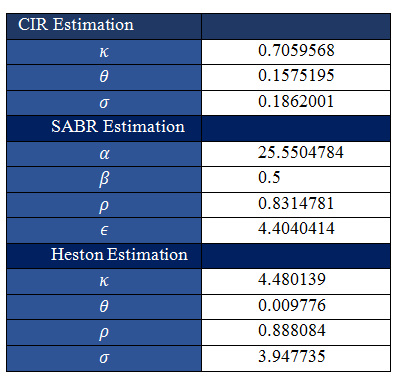 CIR Estimation
κ 0.7059568
θ 0.1575195
σ 0.1862001
SABR Estimation
α 25.5504784
β 0.5
ρ 0.8314781
ϵ 4.4040414
Heston Estimation
κ 4.480139
θ 0.009776
ρ 0.888084
σ 3.947735